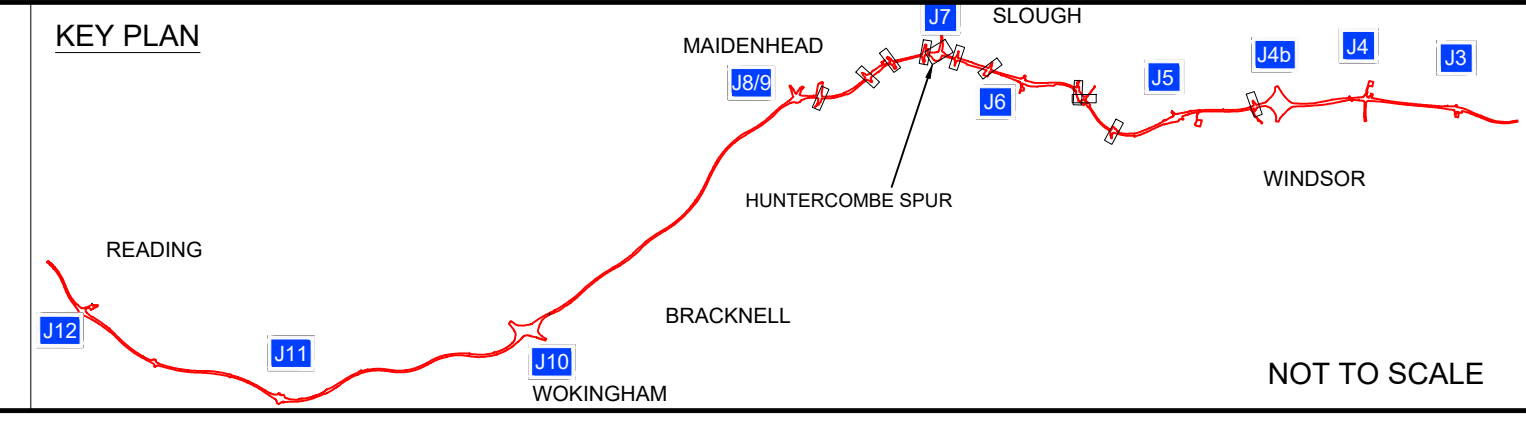 KEY PLAN
J7
SLOUGH
MAIDENHEAD
J8/9
J6
J5
J4b
J4
J3
HUNTERCOMBE SPUR
WINDSOR
READING
J12
J11
BRACKNELL
J10
WOKINGHAM
NOT TO SCALE